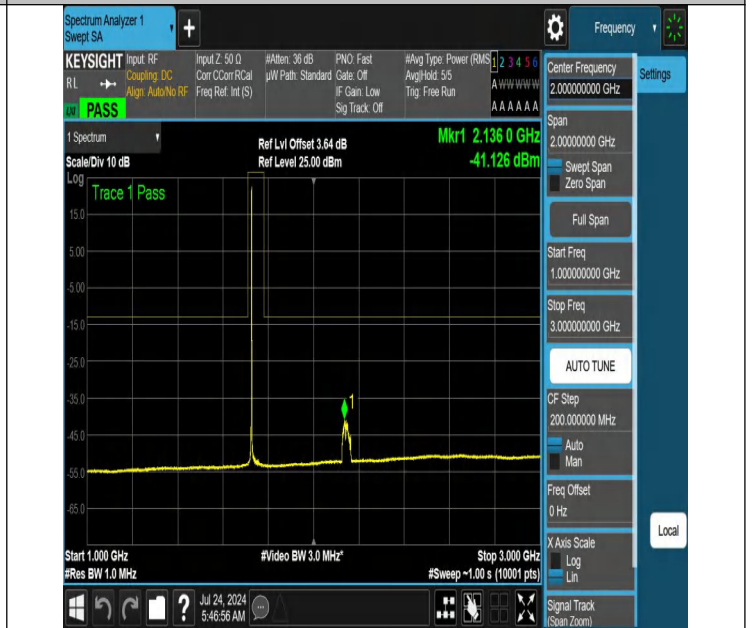 Spectrum Analyzer 1
Swept SA
+
Frequency
KEYSIGHT
RL
PASS
Input: RF
Coupling: DC
Align: Auto/No RF
Input Z: 50 Ω
Corr CCorr RCal
Freq Ref: Int (S)
#Atten: 36 dB
µW Path: Standard
PNO: Fast
Gate: Off
IF Gain: Low
Sig Track: Off
#Avg Type: Power (RMS
Avg|Hold: 5/5
Trig: Free Run
1 2 3 4 5 6
A W W W W W
A A A A A A
1 Spectrum
Scale/Div 10 dB
Log
Ref Lvl Offset 3.64 dB
Ref Level 25.00 dBm
Mkr1 2.136 0 GHz
-41.126 dBm
Trace 1 Pass
15.0
5.00
-5.00
-15.0
-25.0
-35.0
-45.0
-55.0
-65.0
1
Start 1.000 GHz
#Res BW 1.0 MHz
#Video BW 3.0 MHz*
Stop 3.000 GHz
#Sweep ~1.00 s (10001 pts)
?
Jul 24, 2024
5:46:56 AM
Center Frequency
2.000000000 GHz
Span
2.00000000 GHz
Swept Span
Zero Span
Full Span
Start Freq
1.000000000 GHz
Stop Freq
3.000000000 GHz
AUTO TUNE
CF Step
200.000000 MHz
Auto
Man
Freq Offset
0 Hz
X Axis Scale
Log
Lin
Signal Track
(Span Zoom)
Settings
Local